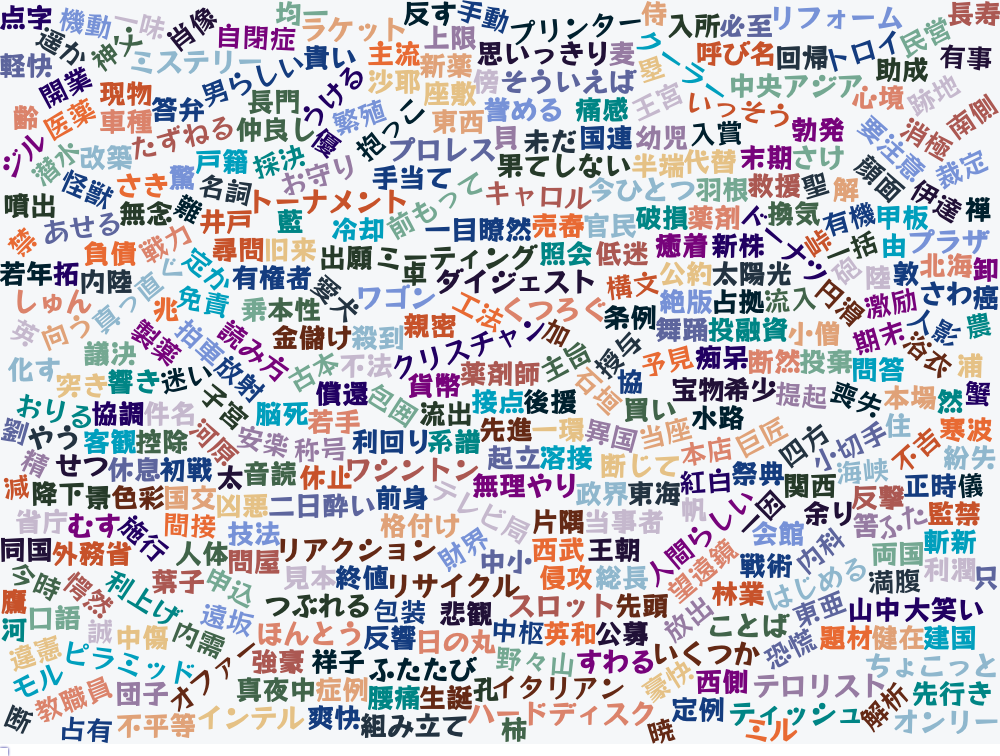 点字
機動
一味
肖像
均一
ラケット
反す
手動
プリンター
侍
入所
必至
リフォーム
長寿
遥か
神父
ミステリー
自閉症
上限
思いっきり
麦
クーラー
呼び名
回帰
トロイ
民営
有事
軽快
開業
男らしい
貴い
主流
新薬
沙耶
座敷
傍
そういえば
塁
中央アジア
助成
心境
跡地
現物
答弁
長門
うける
繁殖
東西
誉める
痛感
王宮
いっそう
南側
齢
医薬
車種
たずねる
仲良し
優
抱っこ
プロレス
貝
未だ
国連
幼児
入賞
勃発
要注意
消極
ジル
潜水
改築
戸籍
採決
お守り
手当て
果てしない
半端
代替
末期
さけ
顔面
裁定
怪獣
さき
驚
名詞
トーナメント
前もって
キャロル
今ひとつ
羽根
救援
聖
解
伊達
禅
噴出
あせる
無念
難
井戸
藍
冷却
一目瞭然
売春
官民
破損
薬剤
換気
有機
甲板
禁
負債
戦力
定か
尋問
旧来
出願
ミーティング
照会
低迷
癒着
新株
イーメン
峠
一括
由
プラザ
若年
拓
内陸
真っ直ぐ
有権者
愛犬
車
ダイジェスト
構文
公約
太陽光
砲
陸
敦
北海
卸
しゅん
兆
免責
乗本性
ワゴン
工法
くつろぐ
条例
絶版
占拠
流入
円滑
激励
さわ
癌
英
向う
製薬
拍車
読み方
金儲け
殺到
親密
クリスチャン
加
舞踊
投融資
小僧
期末
人影
浴衣
農
化す
議決
迷い
放射
古本
不法
貨幣
薬剤師
主旨
授与
予見
痴呆
断然
投棄
問答
浦
突き
響き
子宮
償還
包囲
流出
接点
後援
石垣
協
宝物
希少
提起
喪失
本場
然
蟹
おりる
協調
件名
脳死
若手
買い
水路
劉
やう
客観
控除
河原
安楽
称号
利回り
系譜
先進
一環
異国
当座
本店
巨匠
四方
小切手
住
不吉
寒波
精
せつ
休息
初戦
太
音読
休止
ワシントン
起立
溶接
断じて
紅白
祭典
海峡
紛失
減
降下
景
色彩
国交
凶悪
二日酔い
前身
テレビ局
無理やり
政界
東海
帆
一因
関西
反撃
正時
儀
省庁
むす
施行
間接
技法
格付け
片隅
当事者
人間らしい
会館
余り
答
ふた
監禁
同国
外務省
人体
問屋
リアクション
財界
中小
西武
王朝
望遠鏡
戦術
内科
両国
斬新
今時
愕然
利上げ
葉子
申込
見本
終値
リサイクル
侵攻
総長
林業
はじめる
満腹
利潤
只
鷹
口語
遠坂
つぶれる
包装
悲観
スロット
先頭
放出
東亜
山中
大笑い
河
誠
中傷
内需
ほんとう
反響
日の丸
中枢
英和
公募
ことば
恐慌
題材
健在
建国
違憲
モル
ピラミッド
オファー
強豪
祥子
ふたたび
野々山
すわる
いくつか
ちょこっと
教職員
団子
真夜中
症例
腰痛
生誕
孔
イタリアン
豪快
西側
テロリスト
解析
先行き
断
占有
不平等
インテル
爽快
組み立て
ハードディスク
柿
暁
定例
ティッシュ
ミル
オンリー